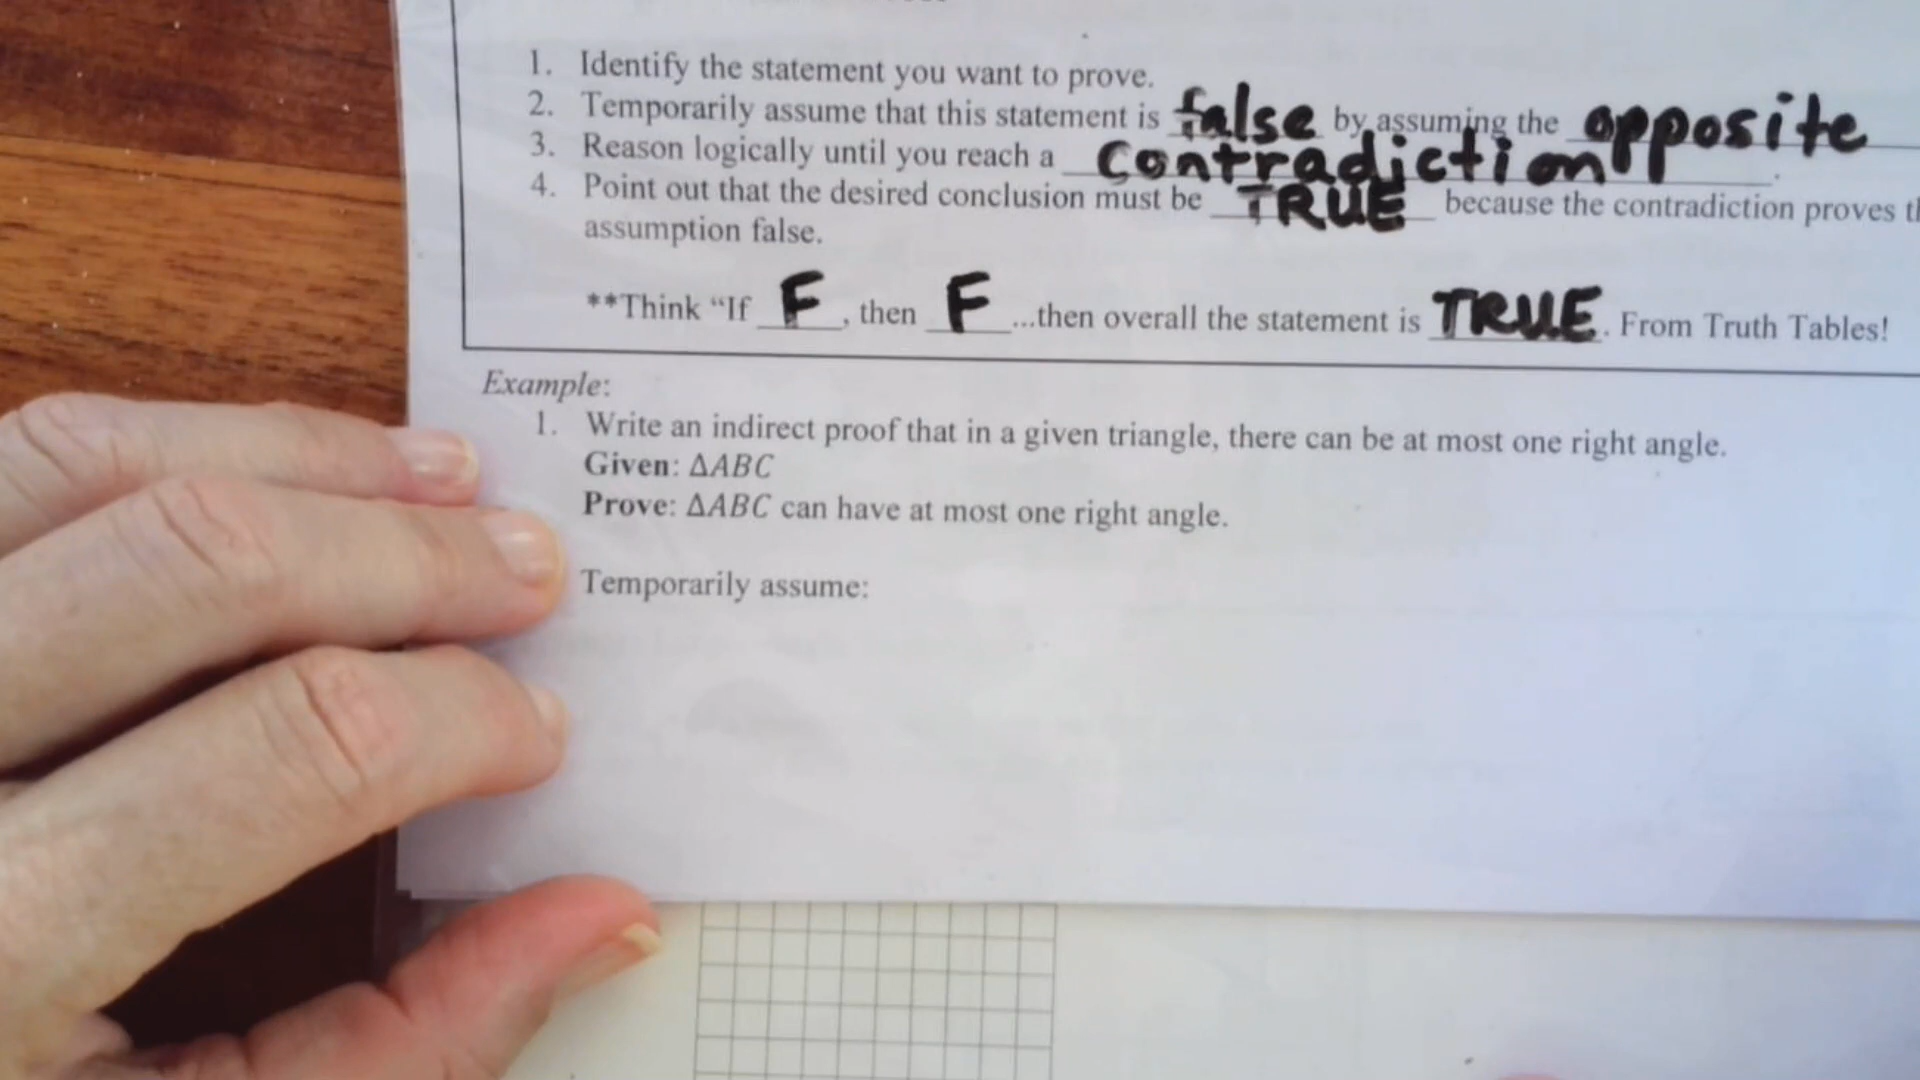 1. Identify the statement you want to prove.
2. Temporarily assume that this statement is false by assuming the opposite
3. Reason logically until you reach a contradiction.
4. Point out that the desired conclusion must be TRUE because the contradiction proves
assumption false.
**Think “If F, then F...then overall the statement is TRUE. From Truth Tables!
Example:
1. Write an indirect proof that in a given triangle, there can be at most one right angle.
Given: ΔABC
Prove: ΔABC can have at most one right angle.
Temporarily assume: